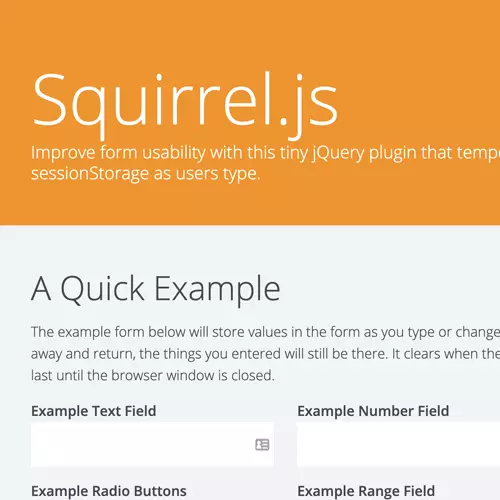 Squirrel.js
Improve form usability with this tiny jQuery plugin that temp
sessionStorage as users type.
A Quick Example
The example form below will store values in the form as you type or change
away and return, the things you entered will still be there. It clears when the
last until the browser window is closed.
Example Text Field Example Number Field
Example Radio Buttons Example Range Field